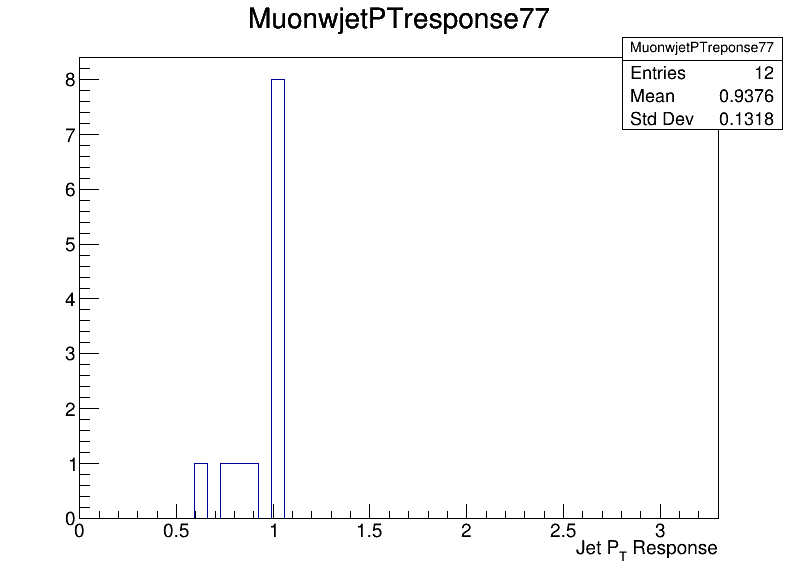 MuonwjetPTresponse77
MuonwjetPTreponse77
Entries 12
Mean 0.9376
Std Dev 0.1318
8
7
6
5
4
3
2
1
0
0 0.5 1 1.5 2 2.5 3
Jet PT Response